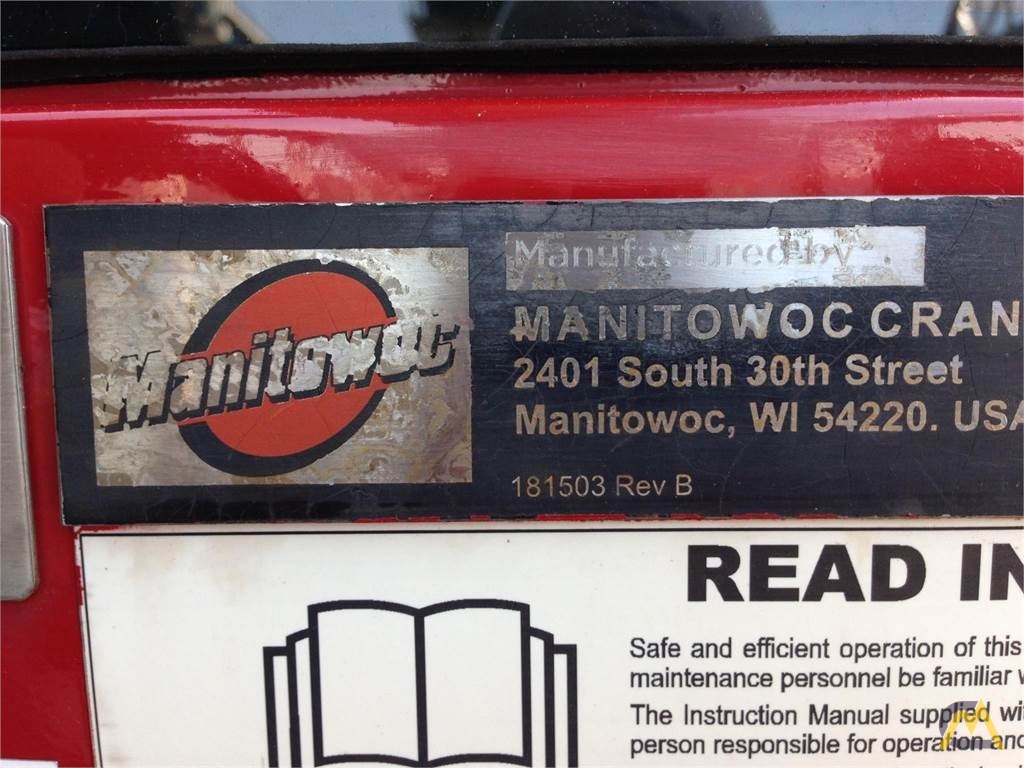 Manitowoc
Manufactured by
MANITOWOC CRAN
2401 South 30th Street
Manitowoc, WI 54220. USA
181503 Rev B
READ IN
Safe and efficient operation of this
maintenance personnel be familiar w
The Instruction Manual supplied wi
person responsible for operation and